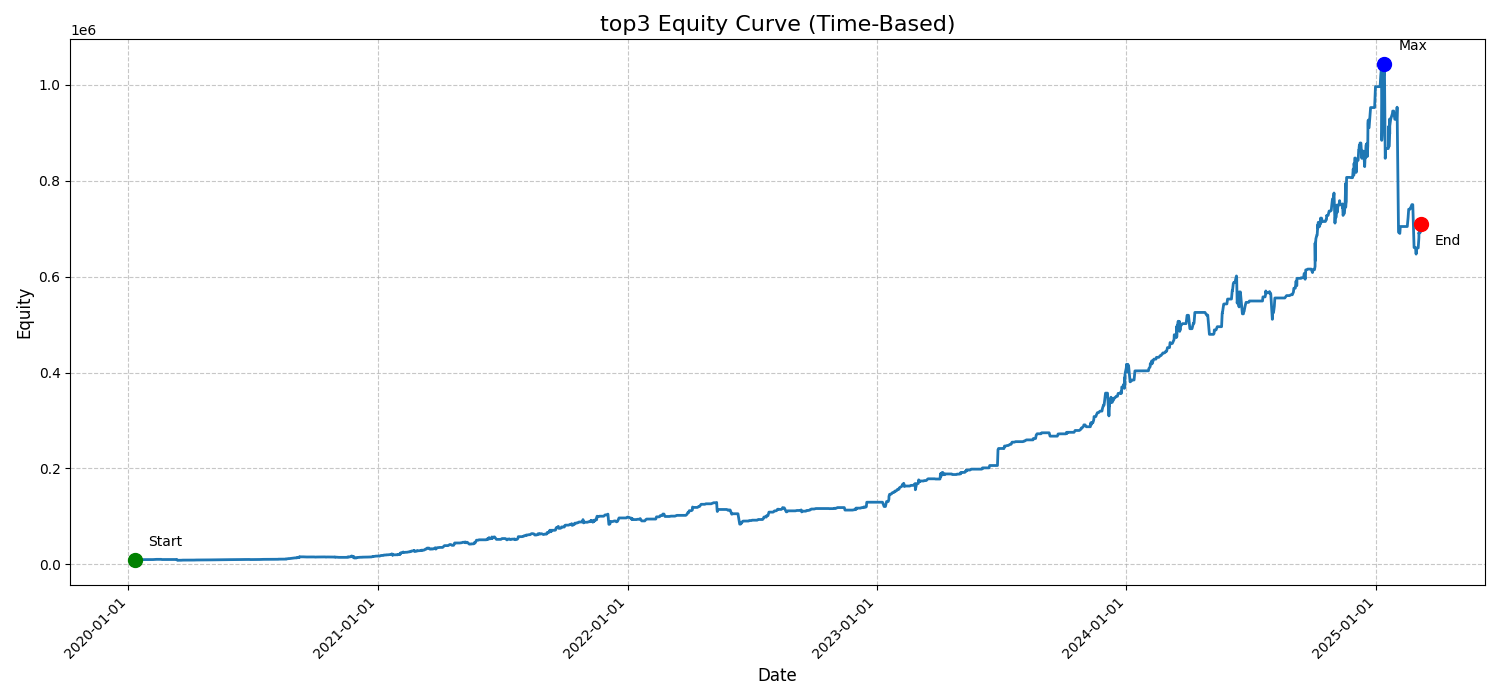 top3 Equity Curve (Time-Based)
1e6
Max
1.0
0.8
0.6
0.4
0.2
0.0
Equity
End
Start
2020-01-01
2021-01-01
2022-01-01
2023-01-01
2024-01-01
2025-01-01
Date